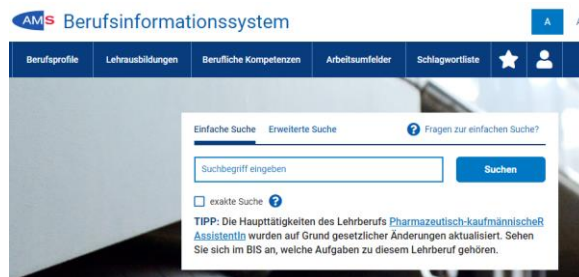 AMS Berufsinformationssystem
A
Berufsprofile Lehrausbildungen Berufliche Kompetenzen Arbeitsumfelder Schlagwortliste
Einfache Suche Erweiterte Suche ? Fragen zur einfachen Suche?
Suchbegriff eingeben Suchen
exakte Suche ?
TIPP: Die Haupttätigkeiten des Lehrberufs Pharmazeutisch-kaufmännischeR
AssistentIn wurden auf Grund gesetzlicher Änderungen aktualisiert. Sehen
Sie sich im BIS an, welche Aufgaben zu diesem Lehrberuf gehören.